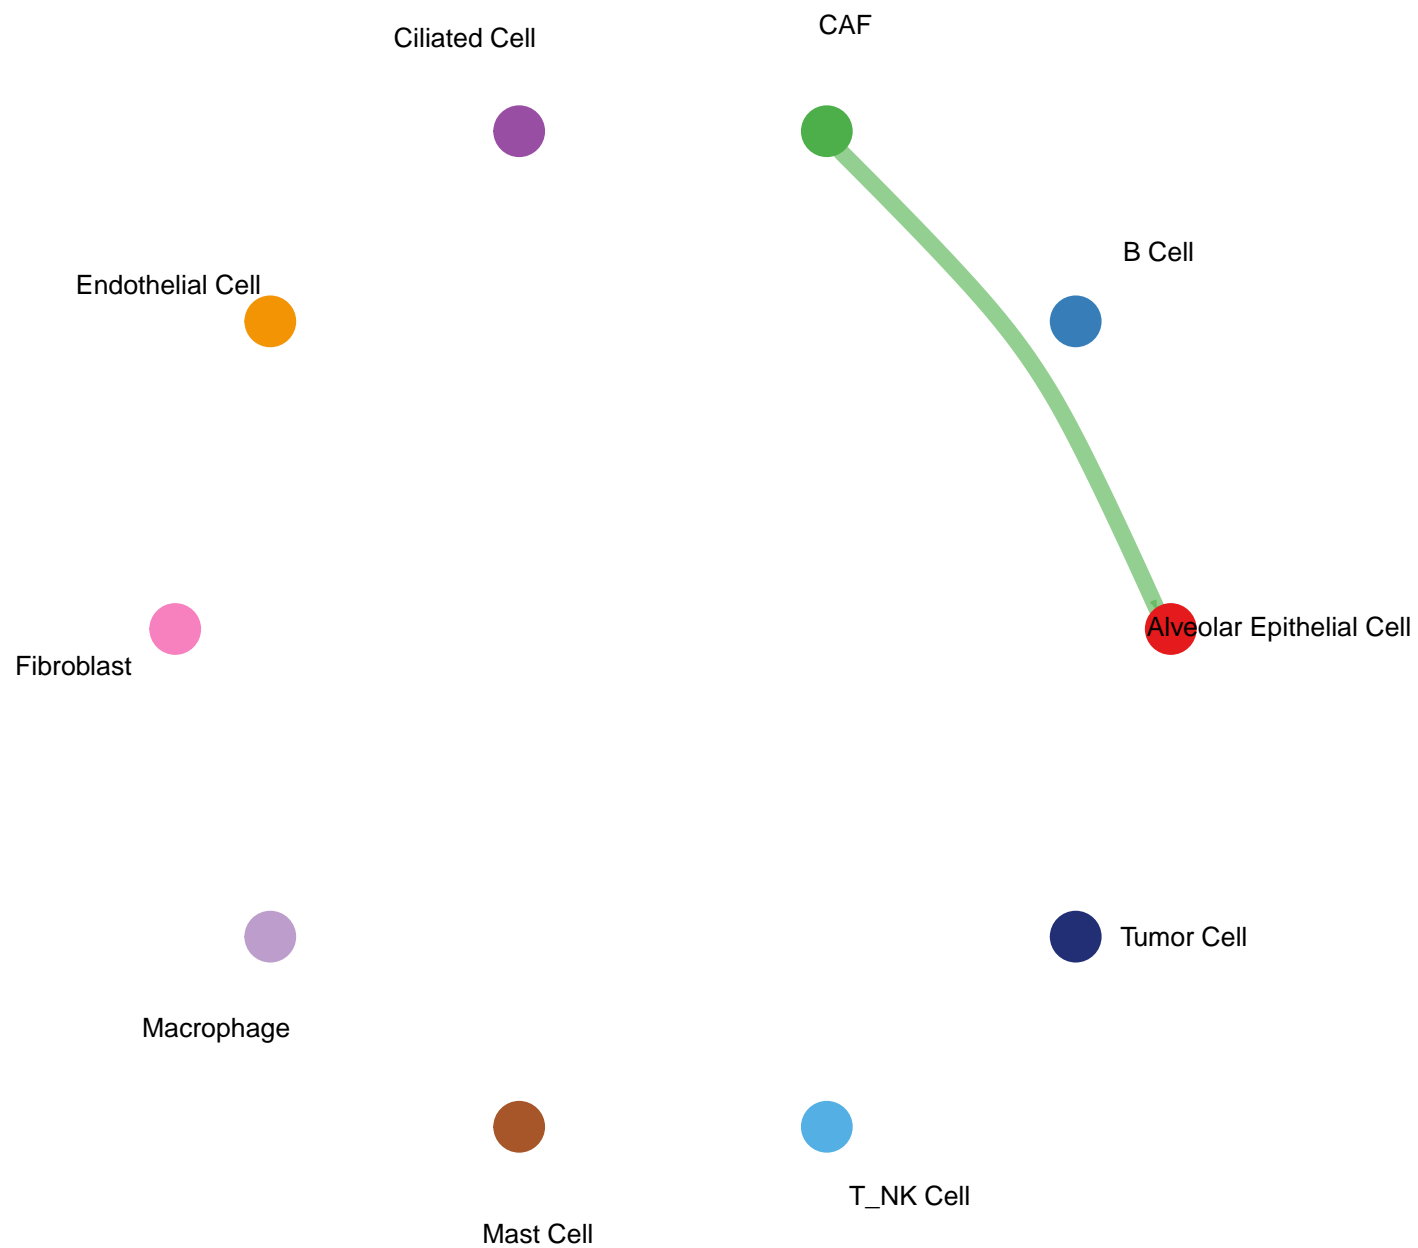 CAF
Ciliated Cell
B Cell
Endothelial Cell
Alveolar Epithelial Cell
Fibroblast
Tumor Cell
Macrophage
T_NK Cell
Mast Cell